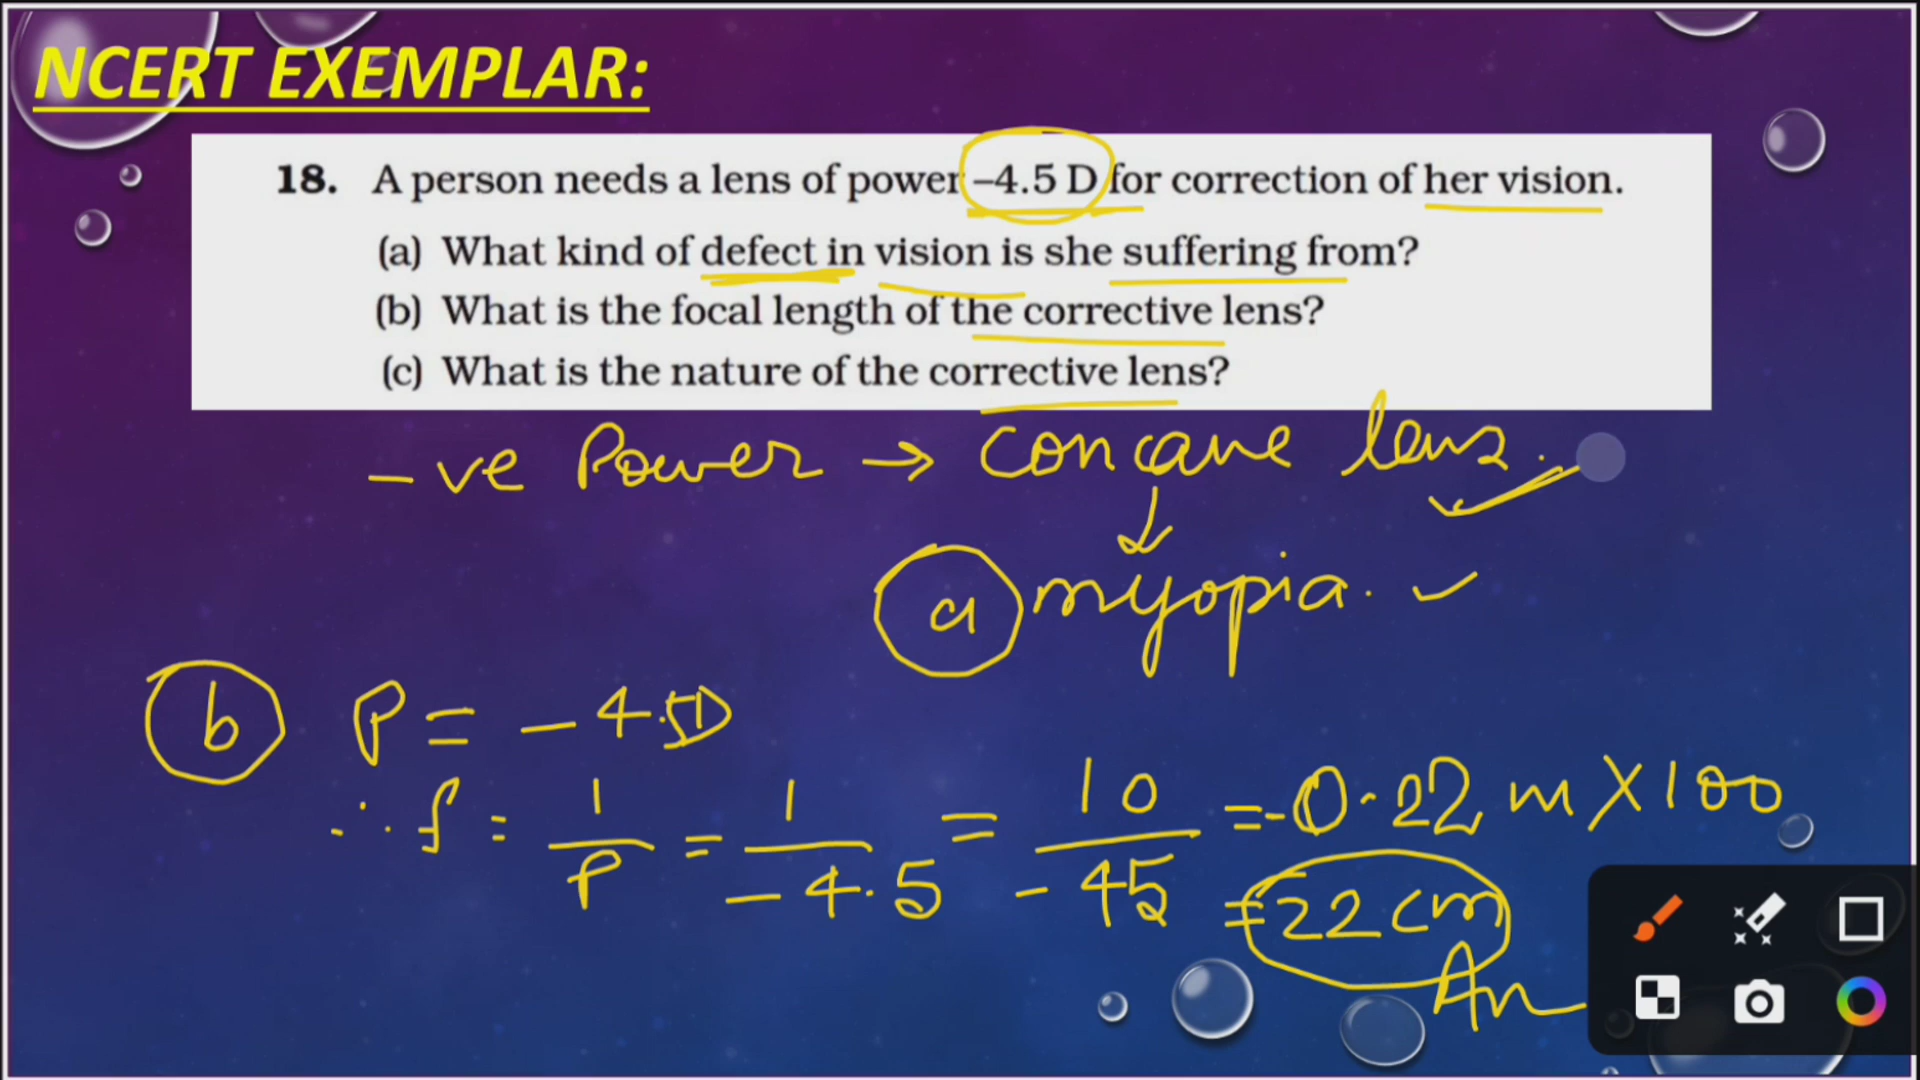 NCERT EXEMPLAR:
18. A person needs a lens of power –4.5 D for correction of her vision.
(a) What kind of defect in vision is she suffering from?
(b) What is the focal length of the corrective lens?
(c) What is the nature of the corrective lens?
-ve Power → concave lens.
↓
(a) myopia. ✓
(b) P = -4.5D
∴ f = 1/P = 1/-4.5 = 10/-45 = -0.22 m X 100
= -22 cm
An